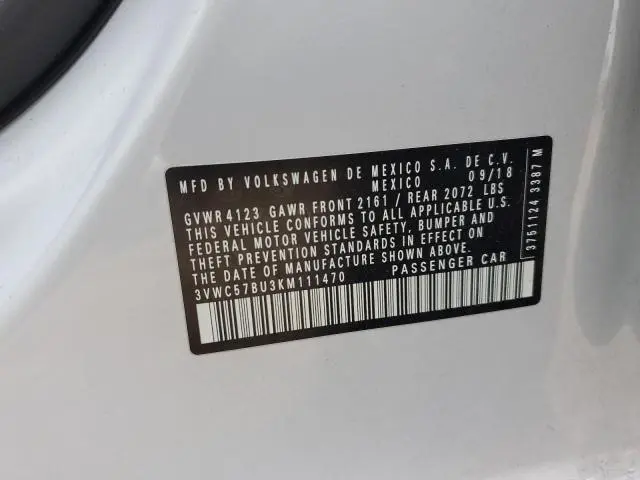 MFD BY VOLKSWAGEN DE MEXICO S.A. DE C.V.
MEXICO 09/18
GVWR 4123 GAWR FRONT 2161 / REAR 2072 LBS
THIS VEHICLE CONFORMS TO ALL APPLICABLE U.S.
FEDERAL MOTOR VEHICLE SAFETY, BUMPER AND
THEFT PREVENTION STANDARDS IN EFFECT ON
THE DATE OF MANUFACTURE SHOWN ABOVE.
3VWC57BU3KM111470 PASSENGER CAR
3751124 3387 M